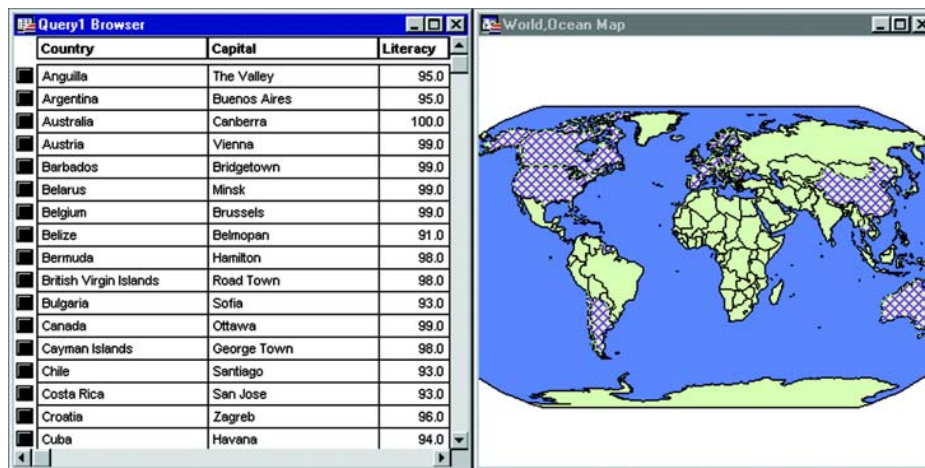 Query1 Browser
Country Capital Literacy
Anguilla The Valley 95.0
Argentina Buenos Aires 95.0
Australia Canberra 100.0
Austria Vienna 99.0
Barbados Bridgetown 99.0
Belarus Minsk 99.0
Belgium Brussels 99.0
Belize Belmopan 91.0
Bermuda Hamilton 98.0
British Virgin Islands Road Town 98.0
Bulgaria Sofia 93.0
Canada Ottawa 99.0
Cayman Islands George Town 98.0
Chile Santiago 93.0
Costa Rica San Jose 93.0
Croatia Zagreb 96.0
Cuba Havana 94.0
World,Ocean Map